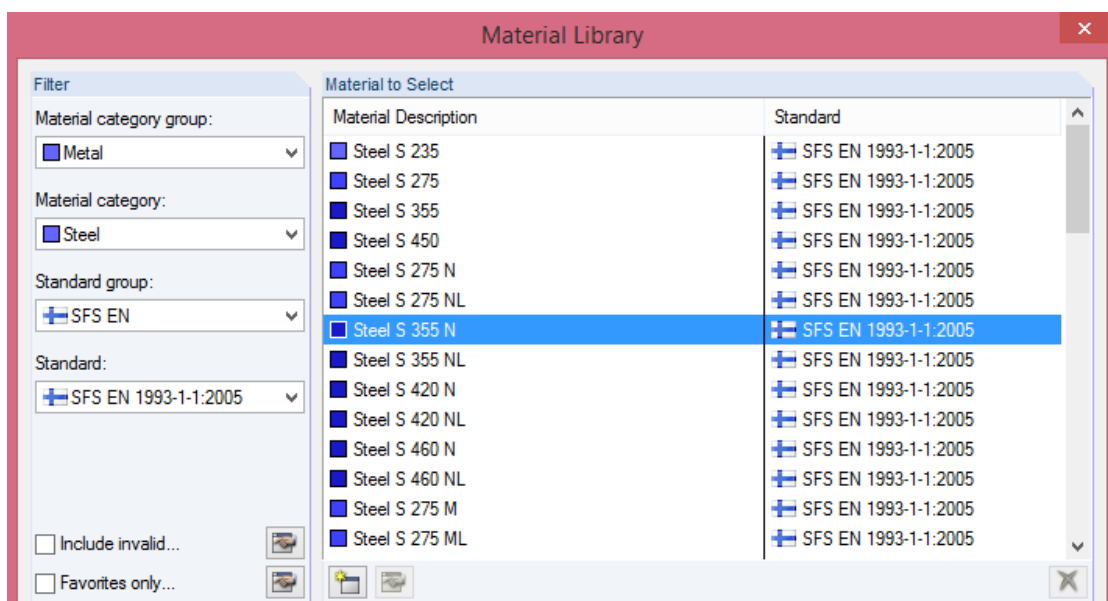 Material Library
Filter
Material category group:
Metal
Material category:
Steel
Standard group:
SFS EN
Standard:
SFS EN 1993-1-1:2005
Include invalid...
Favorites only...
Material to Select
Material Description Standard
Steel S 235 SFS EN 1993-1-1:2005
Steel S 275 SFS EN 1993-1-1:2005
Steel S 355 SFS EN 1993-1-1:2005
Steel S 450 SFS EN 1993-1-1:2005
Steel S 275 N SFS EN 1993-1-1:2005
Steel S 275 NL SFS EN 1993-1-1:2005
Steel S 355 N SFS EN 1993-1-1:2005
Steel S 355 NL SFS EN 1993-1-1:2005
Steel S 420 N SFS EN 1993-1-1:2005
Steel S 420 NL SFS EN 1993-1-1:2005
Steel S 460 N SFS EN 1993-1-1:2005
Steel S 460 NL SFS EN 1993-1-1:2005
Steel S 275 M SFS EN 1993-1-1:2005
Steel S 275 ML SFS EN 1993-1-1:2005